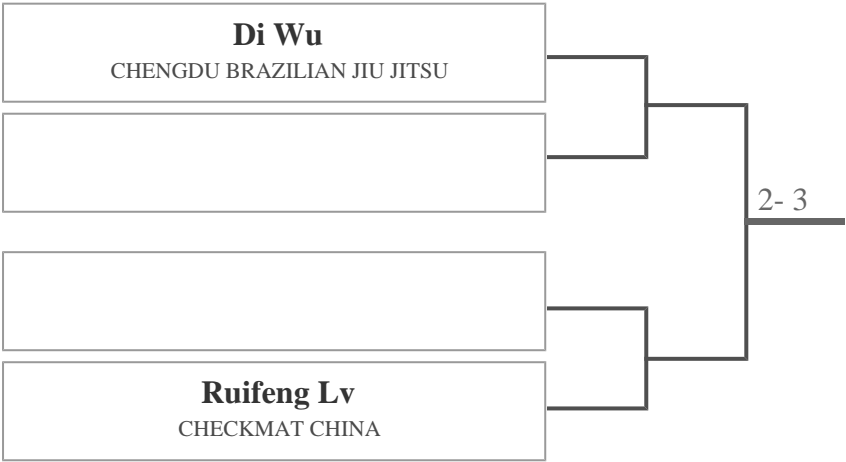 Di Wu
CHENGDU BRAZILIAN JIU JITSU
2- 3
Ruifeng Lv
CHECKMAT CHINA